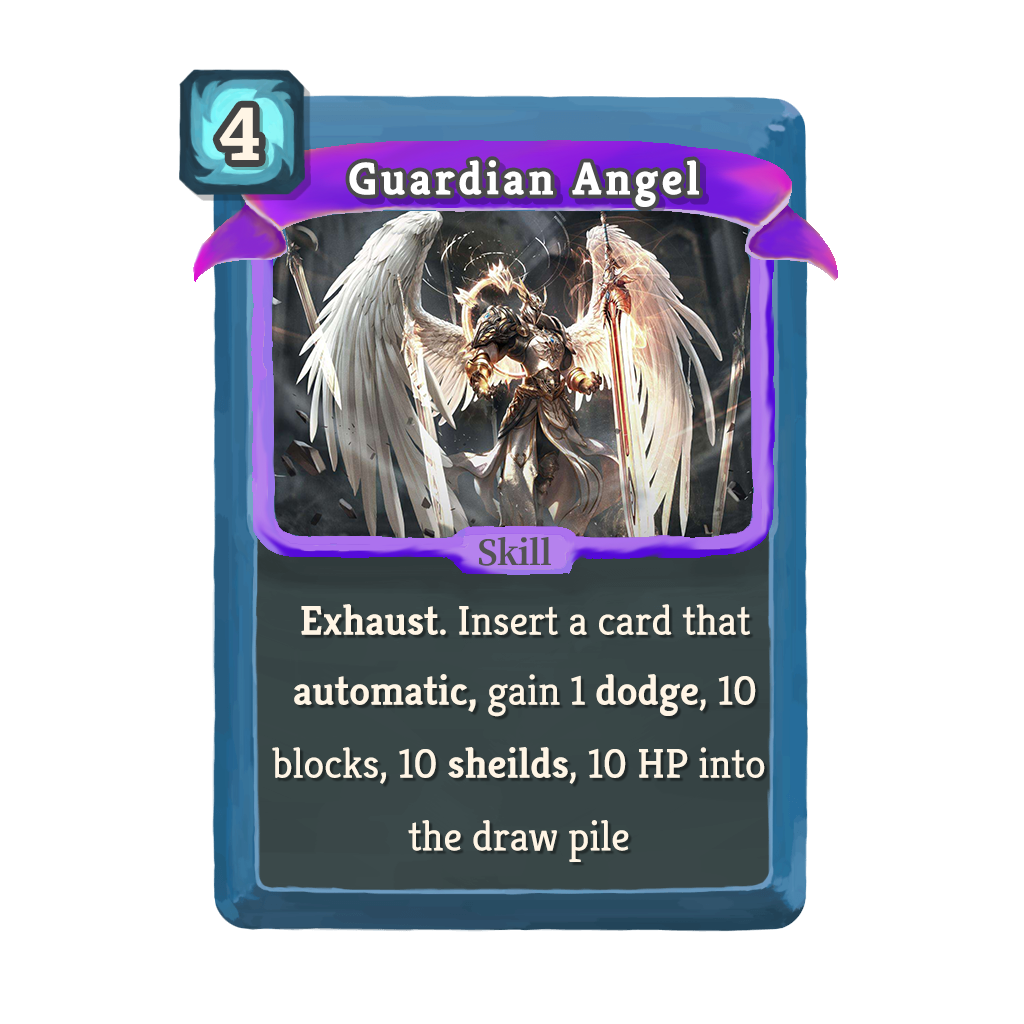 4
Guardian Angel
Skill
Exhaust. Insert a card that
automatic, gain 1 dodge, 10
blocks, 10 sheilds, 10 HP into
the draw pile